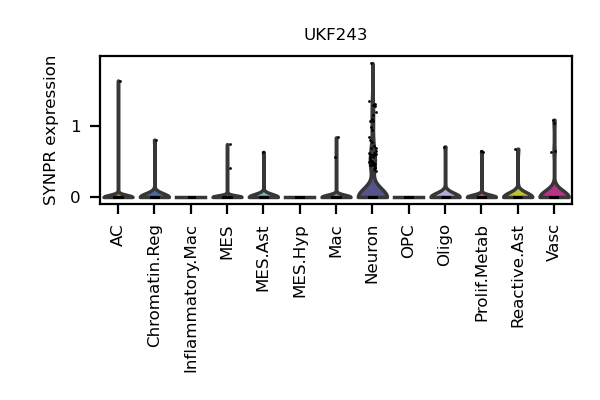 UKF243
SYNPR expression
1
0
AC
Chromatin.Reg
Inflammatory.Mac
MES
MES.Ast
MES.Hyp
Mac
Neuron
OPC
Oligo
Prolif.Metab
Reactive.Ast
Vasc